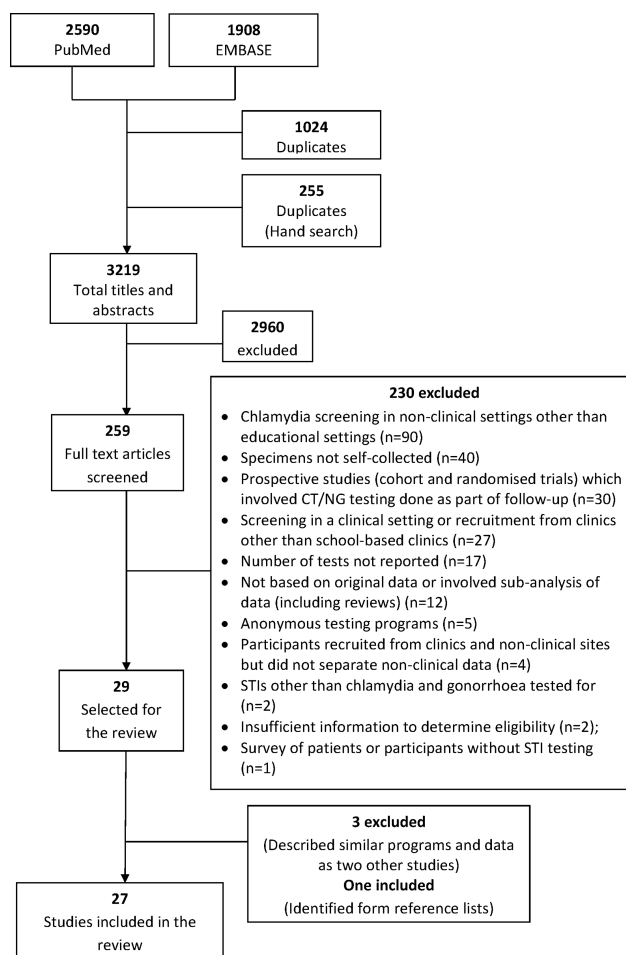 2590
PubMed
1908
EMBASE
1024
Duplicates
255
Duplicates
(Hand search)
3219
Total titles and
abstracts
2960
excluded
259
Full text articles
screened
230 excluded
• Chlamydia screening in non-clinical settings other than
educational settings (n=90)
• Specimens not self-collected (n=40)
• Prospective studies (cohort and randomised trials) which
involved CT/NG testing done as part of follow-up (n=30)
• Screening in a clinical setting or recruitment from clinics
other than school-based clinics (n=27)
• Number of tests not reported (n=17)
• Not based on original data or involved sub-analysis of
data (including reviews) (n=12)
• Anonymous testing programs (n=5)
• Participants recruited from clinics and non-clinical sites
but did not separate non-clinical data (n=4)
• STIs other than chlamydia and gonorrhoea tested for
(n=2)
• Insufficient information to determine eligibility (n=2);
• Survey of patients or participants without STI testing
(n=1)
29
Selected for
the review
3 excluded
(Described similar programs and data
as two other studies)
One included
(Identified form reference lists)
27
Studies included in the
review